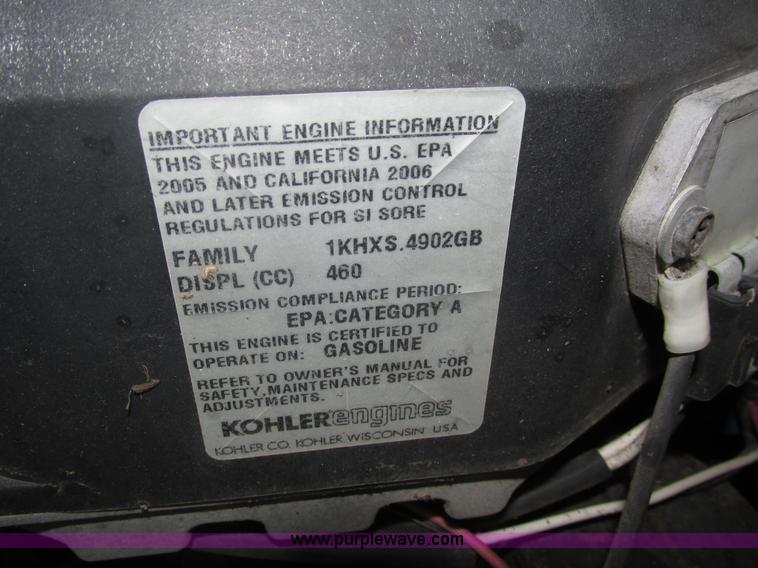 IMPORTANT ENGINE INFORMATION
THIS ENGINE MEETS U.S. EPA
2005 AND CALIFORNIA 2006
AND LATER EMISSION CONTROL
REGULATIONS FOR SI SORE
FAMILY 1KHXS.4902GB
DISPL (CC) 460
EMISSION COMPLIANCE PERIOD:
EPA:CATEGORY A
THIS ENGINE IS CERTIFIED TO
OPERATE ON: GASOLINE
REFER TO OWNER'S MANUAL FOR
SAFETY, MAINTENANCE SPECS AND
ADJUSTMENTS.
KOHLERengines
KOHLER CO. KOHLER, WISCONSIN USA
www.purplewave.com